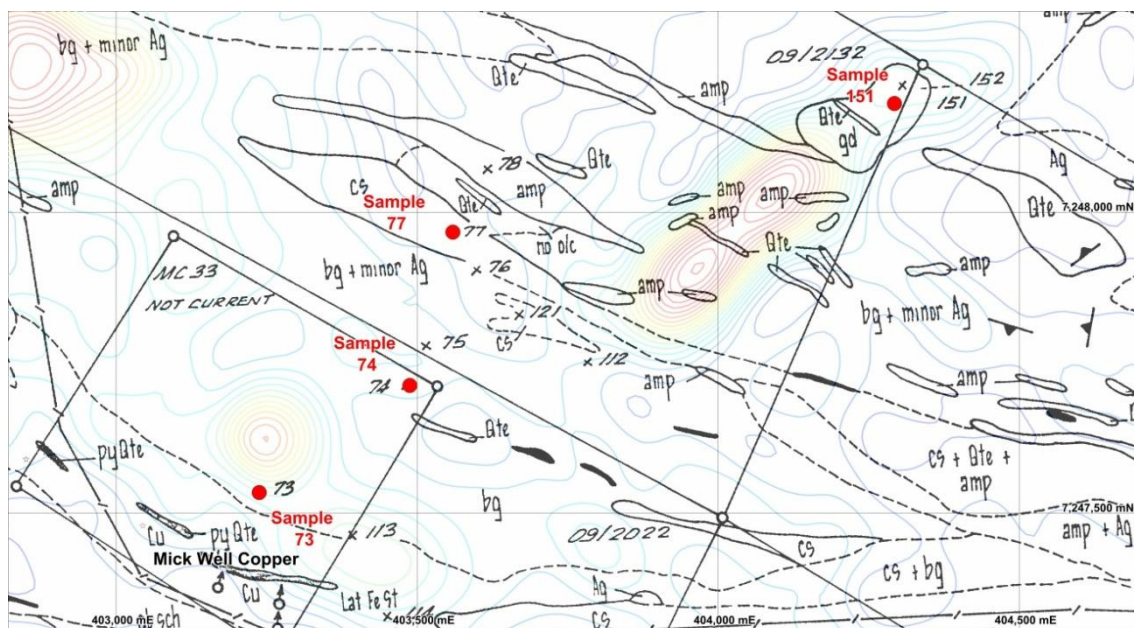 bg + minor Ag
Qte
amp
09/2132
Sample
151
152
151
amp
Qte
gd
78
Qte
Ag
amp
cs
amp
Qte
amp
amp
Qte
7,248,000 mN
Sample
77
77
amp
no o/c
Qte
MC 33
NOT CURRENT
bg + minor Ag
76
amp
amp
121
cs
bg + minor Ag
Sample
74
75
112
74
amp
amp
Qte
py Qte
cs + Qte +
amp
73
bg
Sample
73
7,247,500 mN
Cu
py Qte
113
09/2022
cs
amp + Ag
Mick Well Copper
cs + bg
Cu
Lat Fe St
Ag
114
cs
403,000 mE
sch
403,500 mE
404,000 mE
404,500 mE